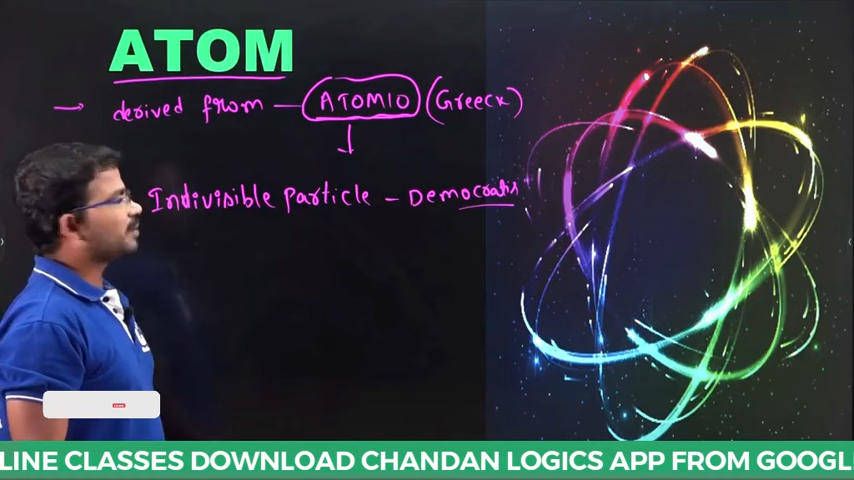 ATOM
→ derived from — ATOMIO (Greeck)
Indivisible Particle - Democratis
LINE CLASSES DOWNLOAD CHANDAN LOGICS APP FROM GOOGL